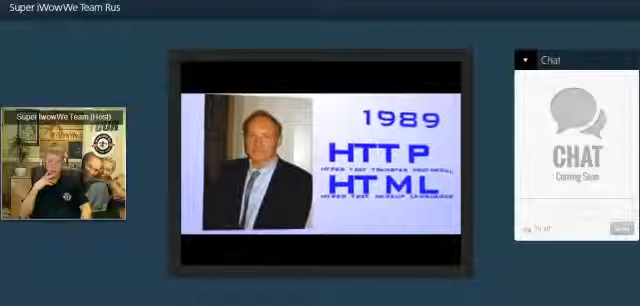 Super iWowWe Team Rus
Chat
Super IwowWe Team (Host)
1989
HTTP
HYPER TEXT TRANSFER PROTOCOL
HTML
HYPER TEXT MARKUP LANGUAGE
CHAT
Coming Soon
Send